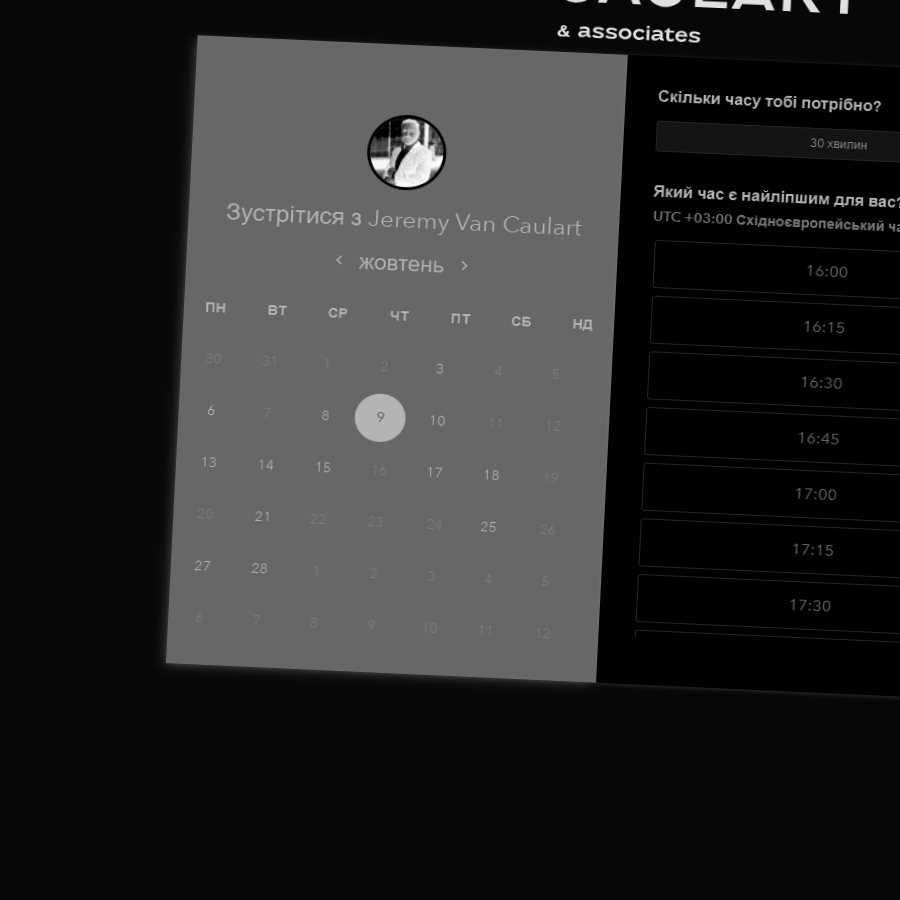 CAULART
& associates
Зустрітися з Jeremy Van Caulart
жовтень
ПН ВТ СР ЧТ ПТ СБ НД
30 31 1 2 3 4 5
6 7 8 9 10 11 12
13 14 15 16 17 18 19
20 21 22 23 24 25 26
27 28 1 2 3 4 5
6 7 8 9 10 11 12
Скільки часу тобі потрібно?
30 хвилин
Який час є найліпшим для вас?
UTC +03:00 Східноєвропейський
16:00
16:15
16:30
16:45
17:00
17:15
17:30